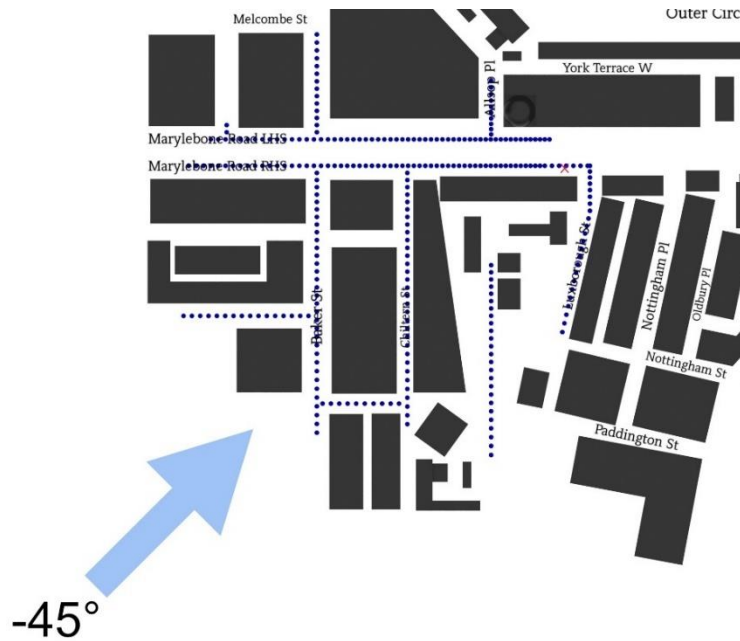 Outer Circ
Melcombe St
York Terrace W
Allsop Pl
Marylebone Road LHS
Marylebone Road RHS
Luxborough St
Nottingham Pl
Oldbury Pl
Baker St
Chiltern St
Nottingham St
Paddington St
-45°